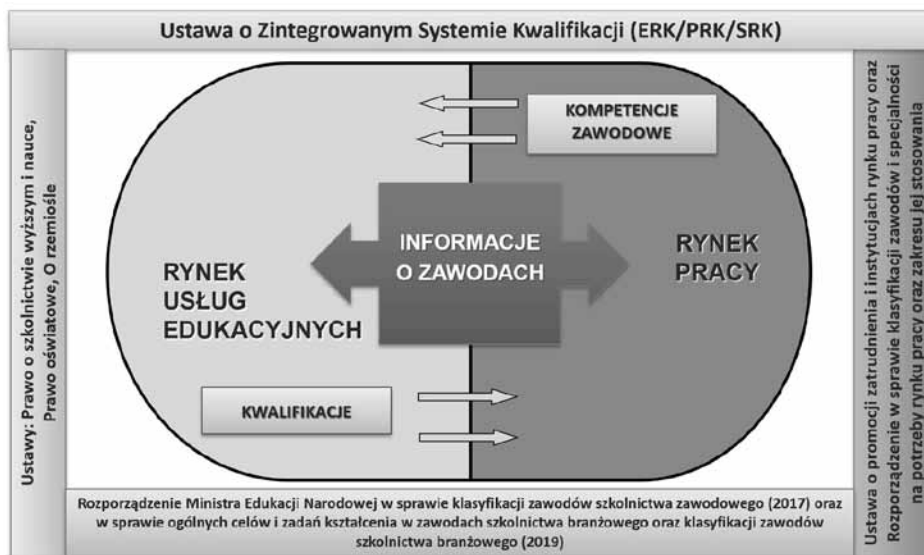 Ustawa o Zintegrowanym Systemie Kwalifikacji (ERK/PRK/SRK)
Ustawy: Prawo o szkolnictwie wyższym i nauce,
Prawo oświatowe, O rzemiośle
KOMPETENCJE
ZAWODOWE
INFORMACJE
O ZAWODACH
RYNEK
USŁUG
EDUKACYJNYCH
RYNEK
PRACY
KWALIFIKACJE
Ustawa o promocji zatrudnienia i instytucjach rynku pracy oraz
Rozporządzenie w sprawie klasyfikacji zawodów i specjalności
na potrzeby rynku pracy oraz zakresu jej stosowania
Rozporządzenie Ministra Edukacji Narodowej w sprawie klasyfikacji zawodów szkolnictwa zawodowego (2017) oraz
w sprawie ogólnych celów i zadań kształcenia w zawodach szkolnictwa branżowego oraz klasyfikacji zawodów
szkolnictwa branżowego (2019)